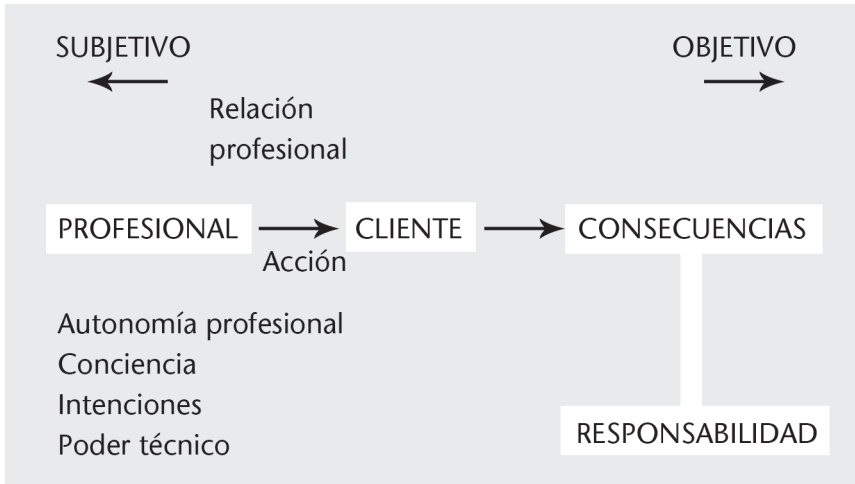 SUBJETIVO
OBJETIVO
Relación
profesional
PROFESIONAL
CLIENTE
CONSECUENCIAS
Acción
Autonomía profesional
Conciencia
Intenciones
Poder técnico
RESPONSABILIDAD